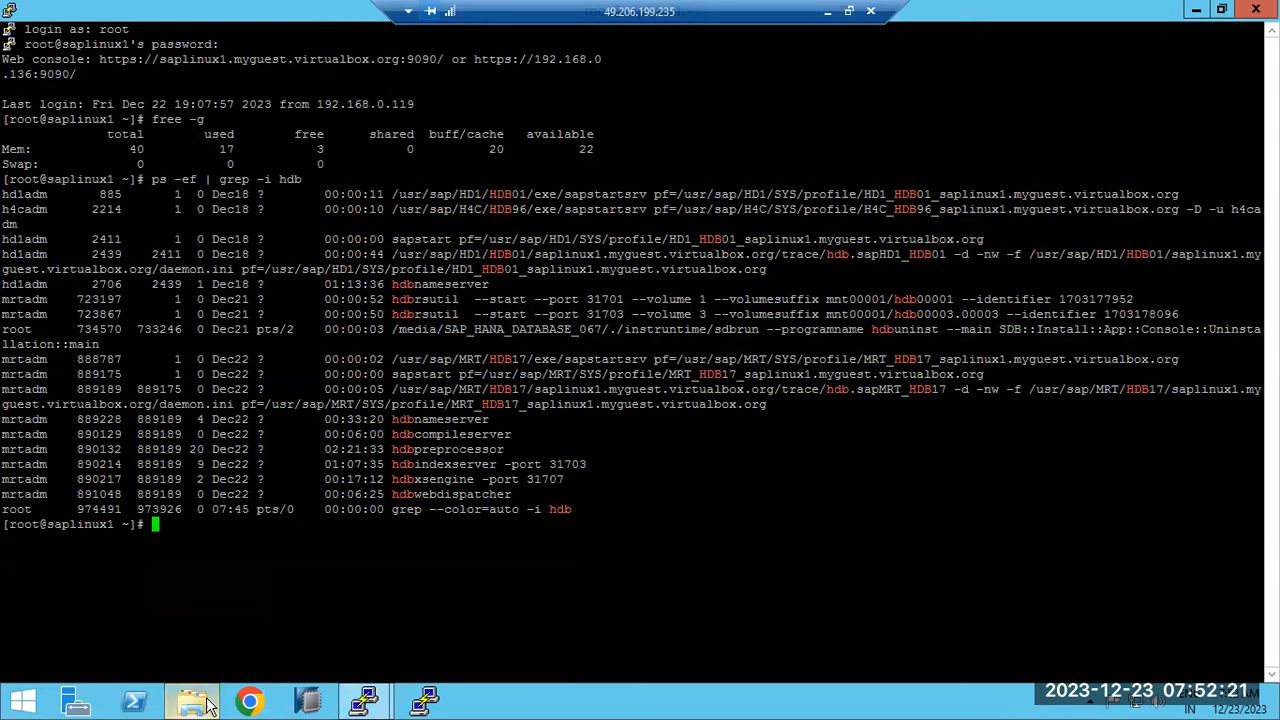 49.206.199.235
login as: root
root@saplinux1's password:
Web console: https://saplinux1.myguest.virtualbox.org:9090/ or https://192.168.0
.136:9090/
Last login: Fri Dec 22 19:07:57 2023 from 192.168.0.119
[root@saplinux1 ~]# free -g
total used free shared buff/cache available
Mem: 40 17 3 0 20 22
Swap: 0 0 0
[root@saplinux1 ~]# ps -ef | grep -i hdb
hd1adm 885 1 0 Dec18 ? 00:00:11 /usr/sap/HD1/HDB01/exe/sapstartsrv pf=/usr/sap/HD1/SYS/profile/HD1_HDB01_saplinux1.myguest.virtualbox.org
h4cadm 2214 1 0 Dec18 ? 00:00:10 /usr/sap/H4C/HDB96/exe/sapstartsrv pf=/usr/sap/H4C/SYS/profile/H4C_HDB96_saplinux1.myguest.virtualbox.org -D -u h4ca
dm
hd1adm 2411 1 0 Dec18 ? 00:00:00 sapstart pf=/usr/sap/HD1/SYS/profile/HD1_HDB01_saplinux1.myguest.virtualbox.org
hd1adm 2439 2411 0 Dec18 ? 00:00:44 /usr/sap/HD1/HDB01/saplinux1.myguest.virtualbox.org/trace/hdb.sapHD1_HDB01 -d -nw -f /usr/sap/HD1/HDB01/saplinux1.my
guest.virtualbox.org/daemon.ini pf=/usr/sap/HD1/SYS/profile/HD1_HDB01_saplinux1.myguest.virtualbox.org
hd1adm 2706 2439 1 Dec18 ? 01:13:36 hdbnameserver
mrtadm 723197 1 0 Dec21 ? 00:00:52 hdbrsutil --start --port 31701 --volume 1 --volumesuffix mnt00001/hdb00001 --identifier 1703177952
mrtadm 723867 1 0 Dec21 ? 00:00:50 hdbrsutil --start --port 31703 --volume 3 --volumesuffix mnt00001/hdb00003.00003 --identifier 1703178096
root 734570 733246 0 Dec21 pts/2 00:00:03 /media/SAP_HANA_DATABASE_067/./instruntime/sdbrun --programname hdbuninst --main SDB::Install::App::Console::Uninsta
llation::main
mrtadm 888787 1 0 Dec22 ? 00:00:02 /usr/sap/MRT/HDB17/exe/sapstartsrv pf=/usr/sap/MRT/SYS/profile/MRT_HDB17_saplinux1.myguest.virtualbox.org
mrtadm 889175 1 0 Dec22 ? 00:00:00 sapstart pf=/usr/sap/MRT/SYS/profile/MRT_HDB17_saplinux1.myguest.virtualbox.org
mrtadm 889189 889175 0 Dec22 ? 00:00:05 /usr/sap/MRT/HDB17/saplinux1.myguest.virtualbox.org/trace/hdb.sapMRT_HDB17 -d -nw -f /usr/sap/MRT/HDB17/saplinux1.my
guest.virtualbox.org/daemon.ini pf=/usr/sap/MRT/SYS/profile/MRT_HDB17_saplinux1.myguest.virtualbox.org
mrtadm 889228 889189 4 Dec22 ? 00:33:20 hdbnameserver
mrtadm 890129 889189 0 Dec22 ? 00:06:00 hdbcompileserver
mrtadm 890132 889189 20 Dec22 ? 02:21:33 hdbpreprocessor
mrtadm 890214 889189 9 Dec22 ? 01:07:35 hdbindexserver -port 31703
mrtadm 890217 889189 2 Dec22 ? 00:17:12 hdbxsengine -port 31707
mrtadm 891048 889189 0 Dec22 ? 00:06:25 hdbwebdispatcher
root 974491 973926 0 07:45 pts/0 00:00:00 grep --color=auto -i hdb
[root@saplinux1 ~]#
2023-12-23 07:52:21
IN 12/23/2023